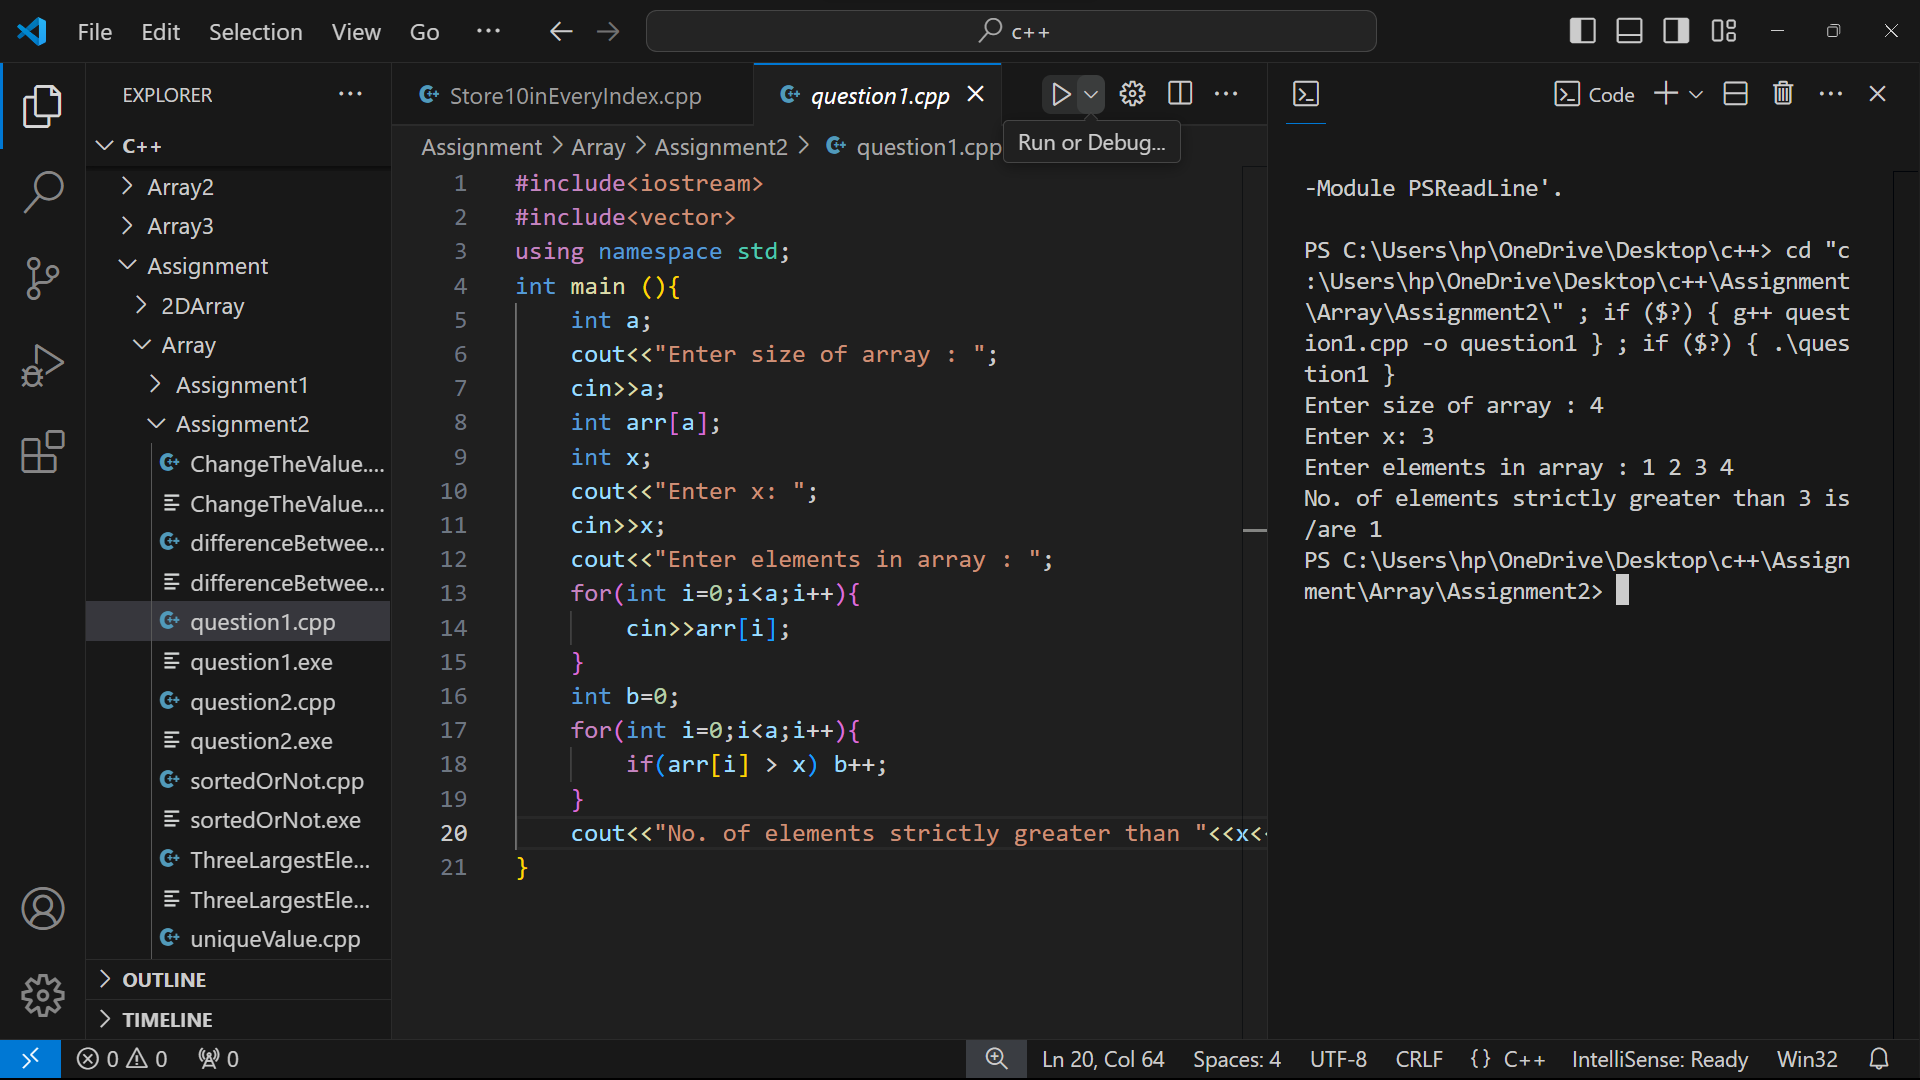 File Edit Selection View Go ···
c++
EXPLORER
C++
Array2
Array3
Assignment
2DArray
Array
Assignment1
Assignment2
ChangeTheValue....
ChangeTheValue....
differenceBetwee...
differenceBetwee...
question1.cpp
question1.exe
question2.cpp
question2.exe
sortedOrNot.cpp
sortedOrNot.exe
ThreeLargestEle...
ThreeLargestEle...
uniqueValue.cpp
OUTLINE
TIMELINE
Store10inEveryIndex.cpp question1.cpp
Assignment > Array > Assignment2 > question1.cpp
Run or Debug...
1 #include<iostream>
2 #include<vector>
3 using namespace std;
4 int main (){
5 int a;
6 cout<<"Enter size of array : ";
7 cin>>a;
8 int arr[a];
9 int x;
10 cout<<"Enter x: ";
11 cin>>x;
12 cout<<"Enter elements in array : ";
13 for(int i=0;i<a;i++){
14 cin>>arr[i];
15 }
16 int b=0;
17 for(int i=0;i<a;i++){
18 if(arr[i] > x) b++;
19 }
20 cout<<"No. of elements strictly greater than "<<x<<
21 }
Code
-Module PSReadLine'.
PS C:\Users\hp\OneDrive\Desktop\c++> cd "c
:\Users\hp\OneDrive\Desktop\c++\Assignment
\Array\Assignment2\" ; if ($?) { g++ quest
ion1.cpp -o question1 } ; if ($?) { .\ques
tion1 }
Enter size of array : 4
Enter x: 3
Enter elements in array : 1 2 3 4
No. of elements strictly greater than 3 is
/are 1
PS C:\Users\hp\OneDrive\Desktop\c++\Assign
ment\Array\Assignment2>
0 0 0
Ln 20, Col 64 Spaces: 4 UTF-8 CRLF {} C++ IntelliSense: Ready Win32